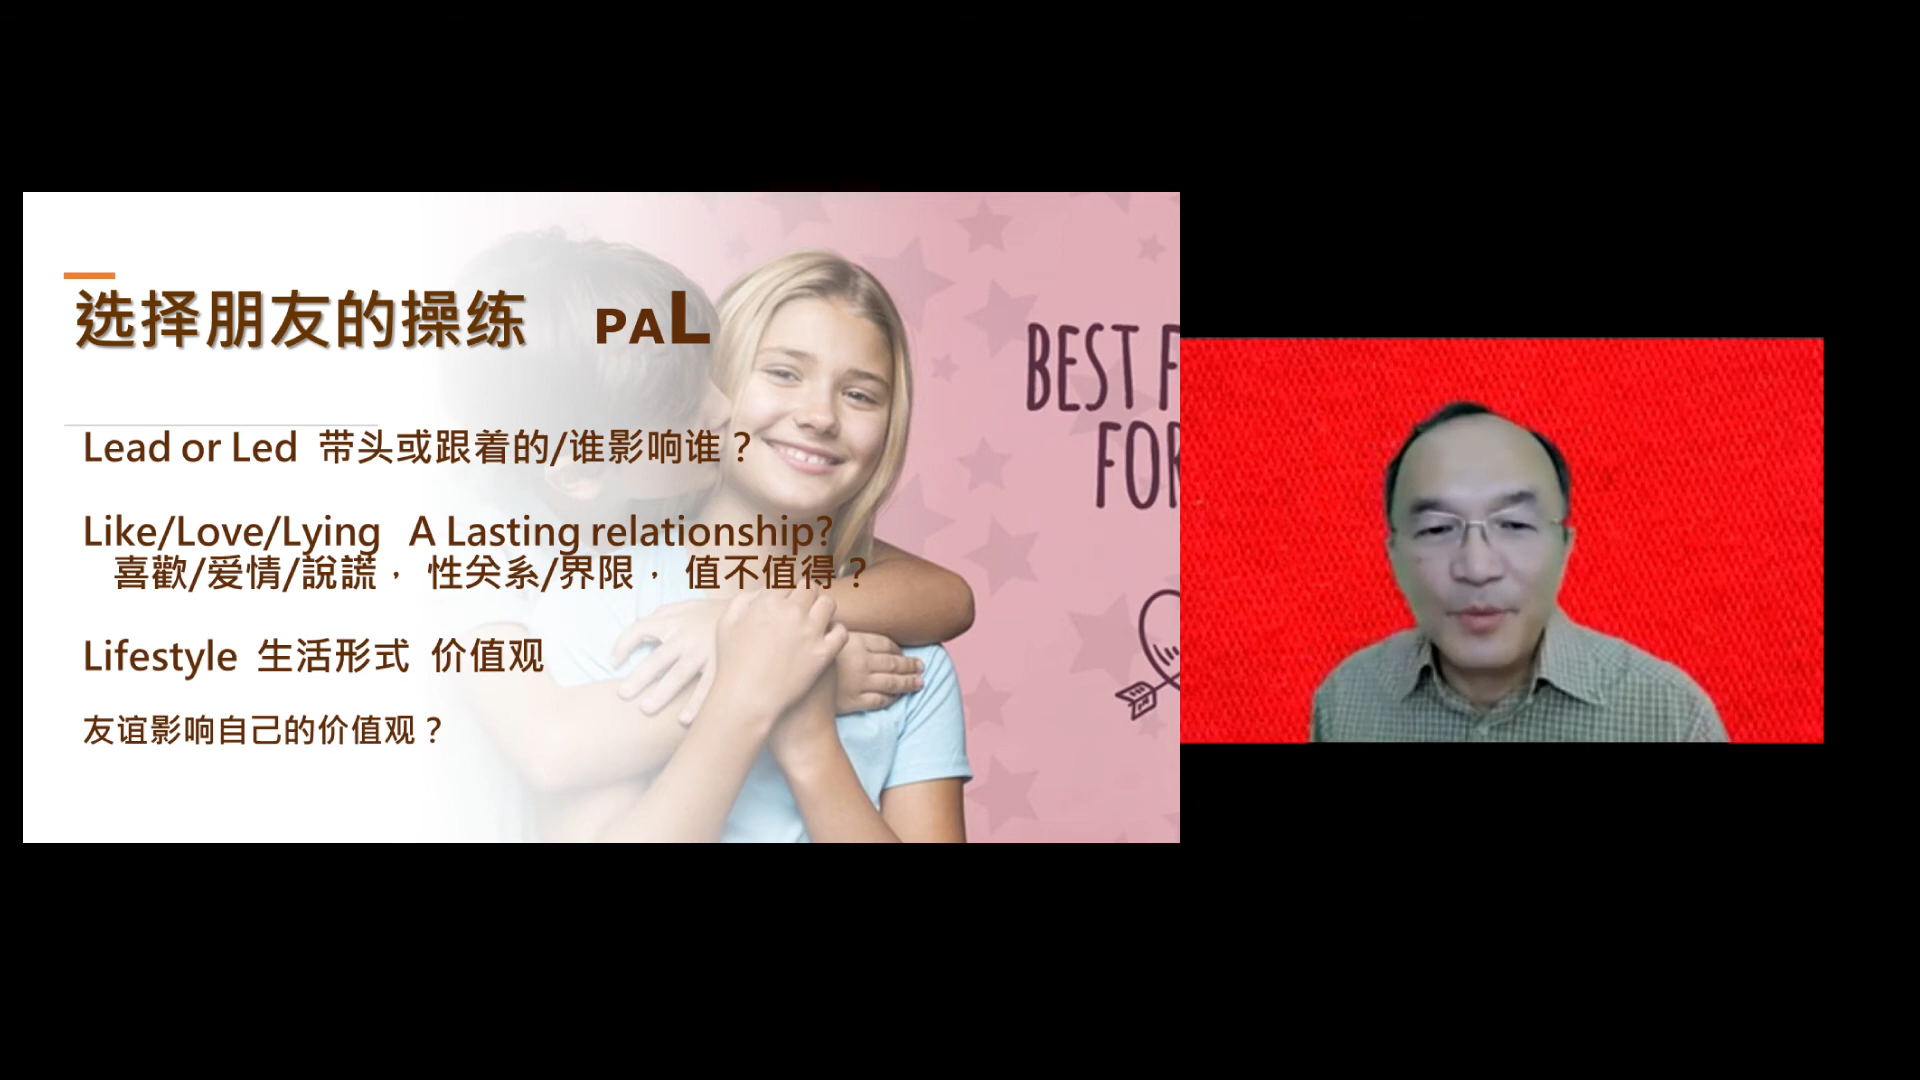 选择朋友的操练 PAL
Lead or Led 带头或跟着的/谁影响谁？
Like/Love/Lying A Lasting relationship?
喜歡/爱情/說謊， 性关系/界限， 值不值得？
Lifestyle 生活形式 价值观
友谊影响自己的价值观？
BEST F
FOR